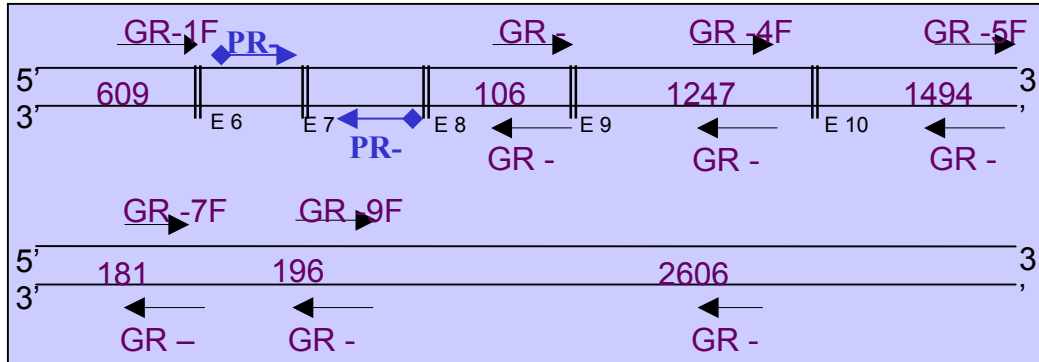 GR-1F PR- GR - GR -4F GR -5F
5’ 3
609 106 1247 1494
3’ E 6 E 7 E 8 E 9 E 10 ’
PR- GR - GR - GR -
GR -7F GR -9F
5’ 3
181 196 2606
3’ ’
GR – GR - GR -